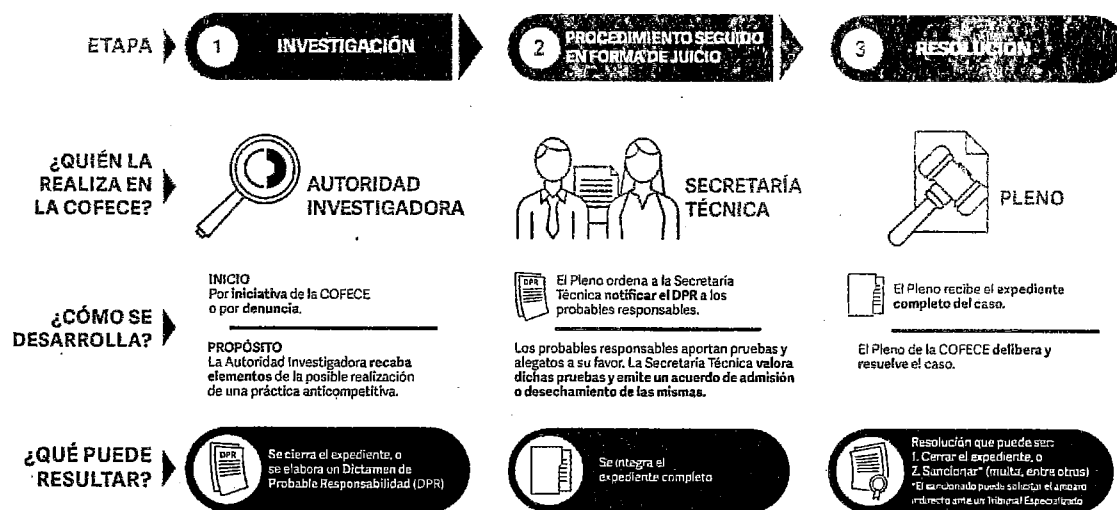 ETAPA
1
INVESTIGACIÓN
2
PROCEDIMIENTO SEGUIDO
EN FORMA DE JUICIO
3
RESOLUCIÓN
¿QUIÉN LA
REALIZA EN
LA COFECE?
AUTORIDAD
INVESTIGADORA
SECRETARÍA
TÉCNICA
PLENO
¿CÓMO SE
DESARROLLA?
INICIO
Por iniciativa de la COFECE
o por denuncia.
PROPÓSITO
La Autoridad Investigadora recaba
elementos de la posible realización
de una práctica anticompetitiva.
DPR
El Pleno ordena a la Secretaría
Técnica notificar el DPR a los
probables responsables.
Los probables responsables aportan pruebas y
alegatos a su favor. La Secretaría Técnica valora
dichas pruebas y emite un acuerdo de admisión
o desechamiento de las mismas.
El Pleno recibe el expediente
completo del caso.
El Pleno de la COFECE delibera y
resuelve el caso.
¿QUÉ PUEDE
RESULTAR?
DPR
Se cierra el expediente, o
se elabora un Dictamen de
Probable Responsabilidad (DPR)
Se integra el
expediente completo
Resolución que puede ser:
1. Cerrar el expediente, o
2. Sancionar* (multa, entre otros)
*El sancionado puede solicitar el amparo
indirecto ante un Tribunal Especializado